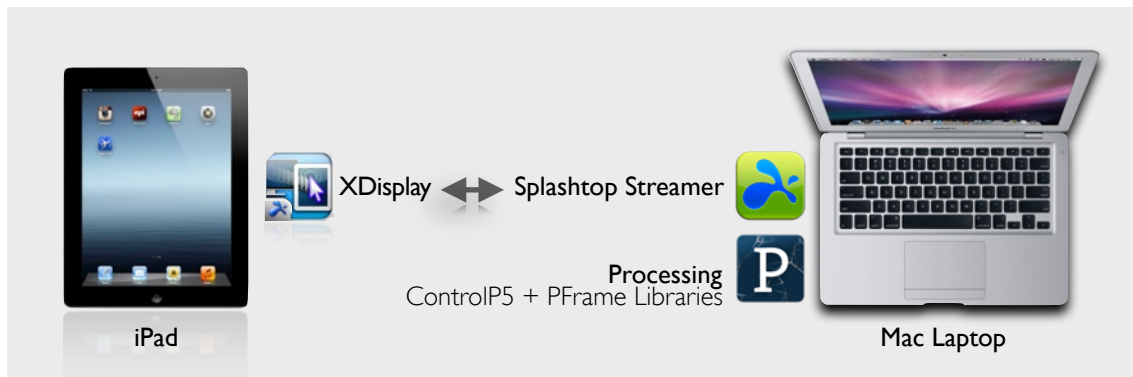 XDisplay
Splashtop Streamer
P
Processing
ControlP5 + PFrame Libraries
iPad
Mac Laptop